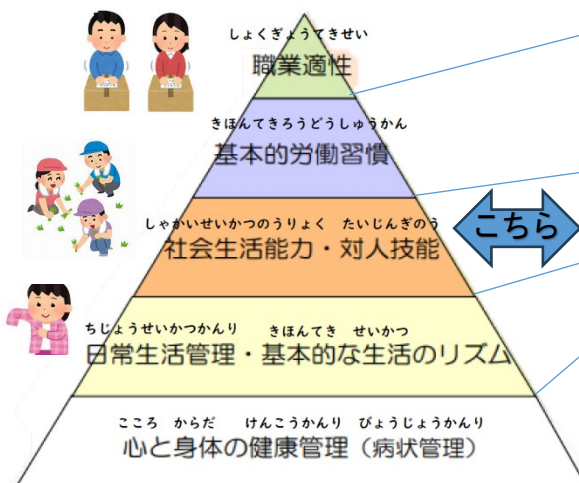 しょくぎょうてきせい
職業適性
きほんてきろうどうしゅうかん
基本的労働習慣
しゃかいせいかつのうりょく たいじんぎのう
社会生活能力・対人技能
こちら
ちじょうせいかつかんり きほんてき せいかつ
日常生活管理・基本的な生活のリズム
こころ からだ けんこうかんり びょうじょうかんり
心と身体の健康管理（病状管理）